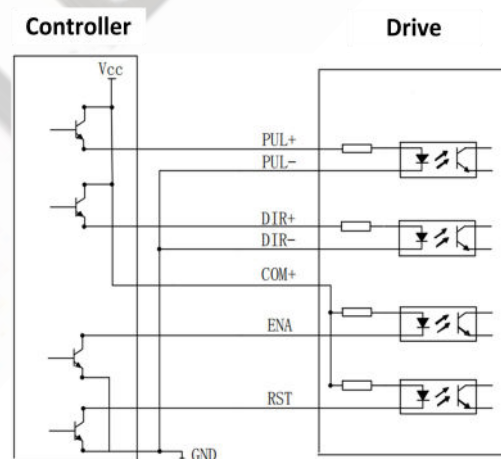 Controller
Drive
Vcc
PUL+
PUL-
DIR+
DIR-
COM+
ENA
RST
GND